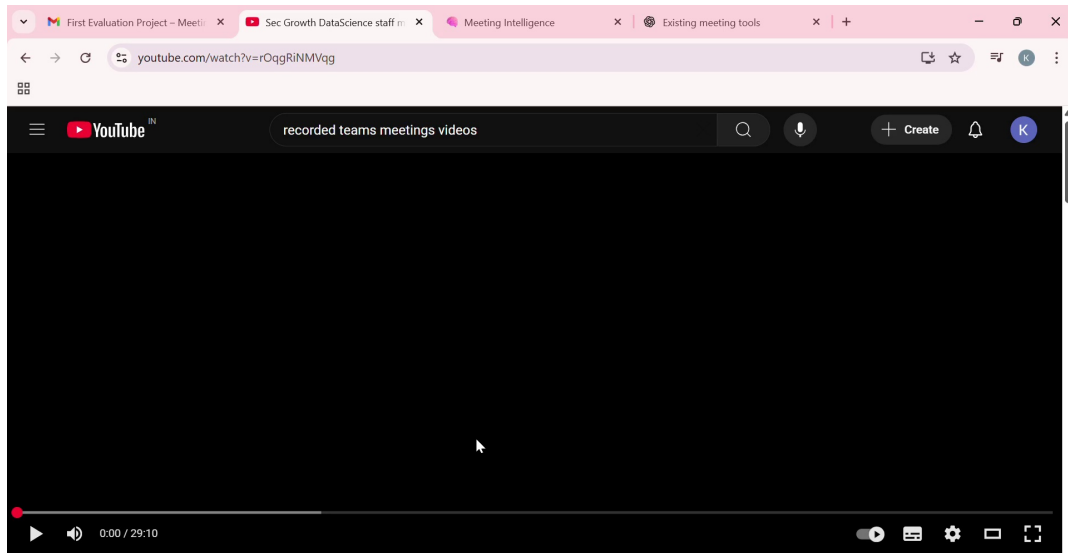 First Evaluation Project – Meeti
Sec Growth DataScience staff m
Meeting Intelligence
Existing meeting tools
youtube.com/watch?v=rOqgRiNMVqg
K
YouTube IN
recorded teams meetings videos
Create
K
0:00 / 29:10